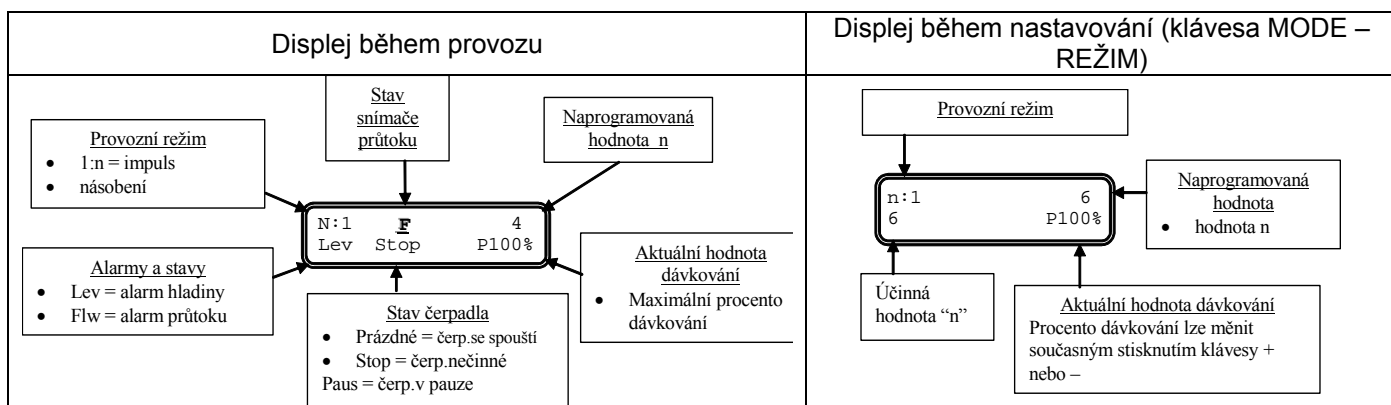 Displej během provozu
Displej během nastavování (klávesa MODE –
REŽIM)
Stav
snímače
průtoku
Naprogramovaná
hodnota n
Provozní režim
• 1:n = impuls
• násobení
N:1 F 4
Lev Stop P100%
Alarmy a stavy
• Lev = alarm hladiny
• Flw = alarm průtoku
Stav čerpadla
• Prázdné = čerp.se spouští
• Stop = čerp.nečinné
Paus = čerp.v pauze
Aktuální hodnota
dávkování
• Maximální procento
dávkování
Provozní režim
n:1 6
6 P100%
Naprogramovaná
hodnota
• hodnota n
Účinná
hodnota “n”
Aktuální hodnota dávkování
Procento dávkování lze měnit
současným stisknutím klávesy +
nebo –